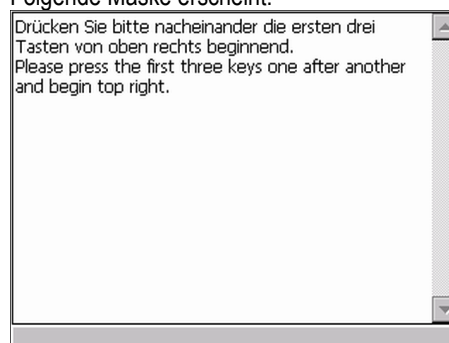 Folgende Maske erscheint:
Drücken Sie bitte nacheinander die ersten drei
Tasten von oben rechts beginnend.
Please press the first three keys one after another
and begin top right.